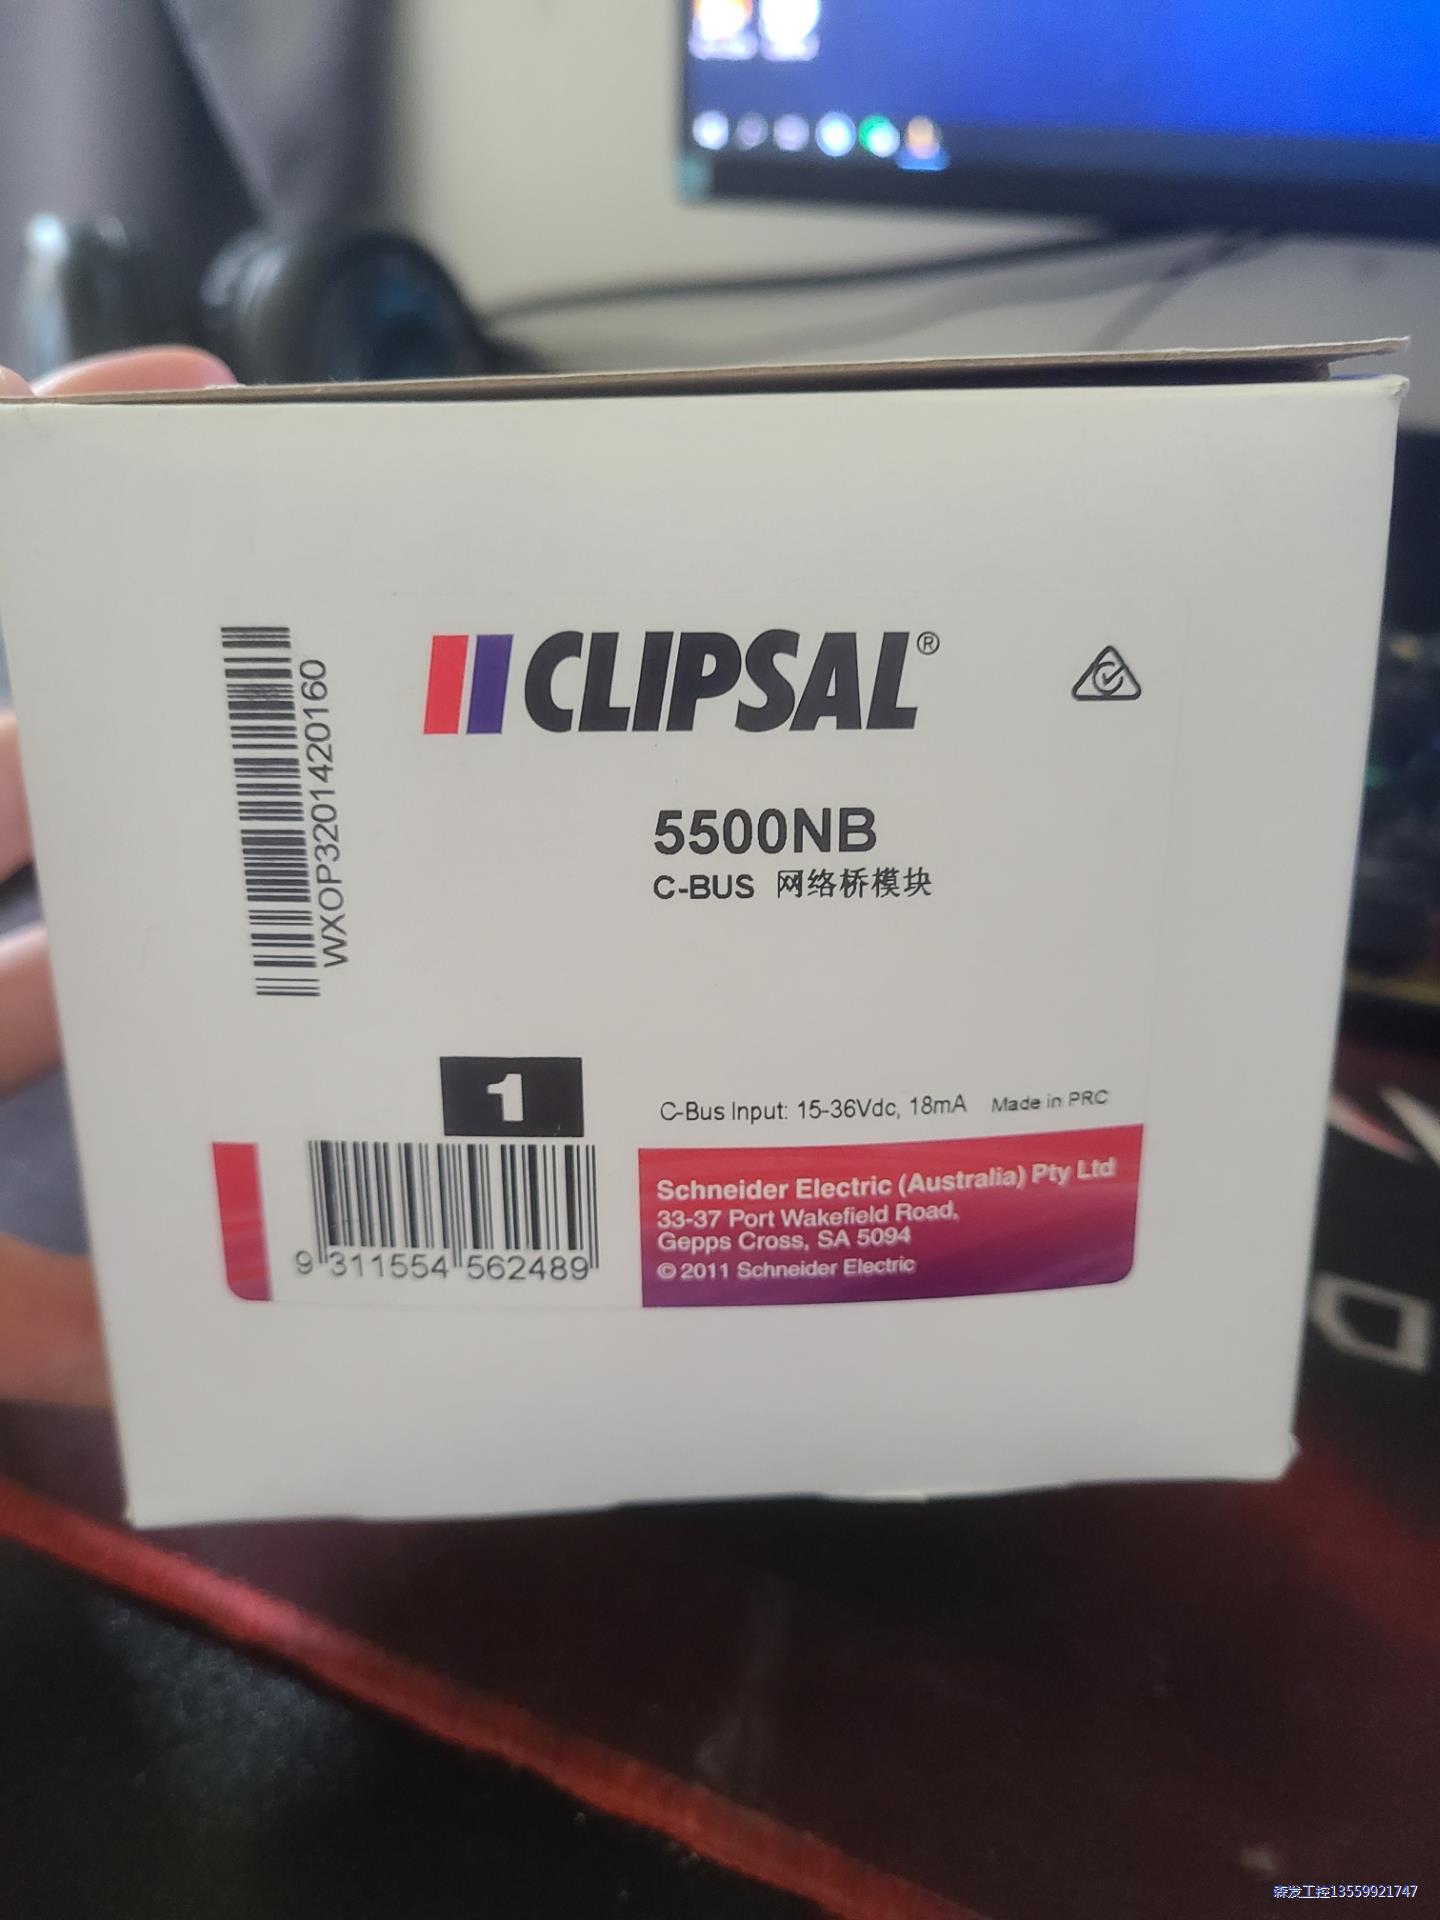 CLIPSAL®
WXOP3201420160
5500NB
C-BUS 网络桥模块
1
C-Bus Input: 15-36Vdc, 18mA Made in PRC
9 311554 562489
Schneider Electric (Australia) Pty Ltd
33-37 Port Wakefield Road,
Gepps Cross, SA 5094
© 2011 Schneider Electric
森发工控13559921747